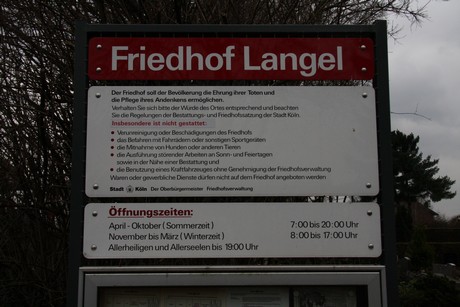 Friedhof Langel
Der Friedhof soll der Bevölkerung die Ehrung ihrer Toten und
die Pflege ihres Andenkens ermöglichen.
Verhalten Sie sich bitte der Würde des Ortes entsprechend und beachten
Sie die Regelungen der Bestattungs- und Friedhofssatzung der Stadt Köln.
Insbesondere ist nicht gestattet:
• Verunreinigung oder Beschädigungen des Friedhofs
• das Befahren mit Fahrrädern oder sonstigen Sportgeräten
• die Mitnahme von Hunden oder anderen Tieren
• die Ausführung störender Arbeiten an Sonn- und Feiertagen
sowie in der Nähe einer Bestattung und
• die Benutzung eines Kraftfahrzeuges ohne Genehmigung der Friedhofsverwaltung
Waren oder gewerbliche Dienste dürfen nicht auf dem Friedhof angeboten werden
Stadt Köln Der Oberbürgermeister Friedhofsverwaltung
Öffnungszeiten:
April - Oktober ( Sommerzeit ) 7:00 bis 20:00 Uhr
November bis März ( Winterzeit ) 8:00 bis 17:00 Uhr
Allerheiligen und Allerseelen bis 19:00 Uhr